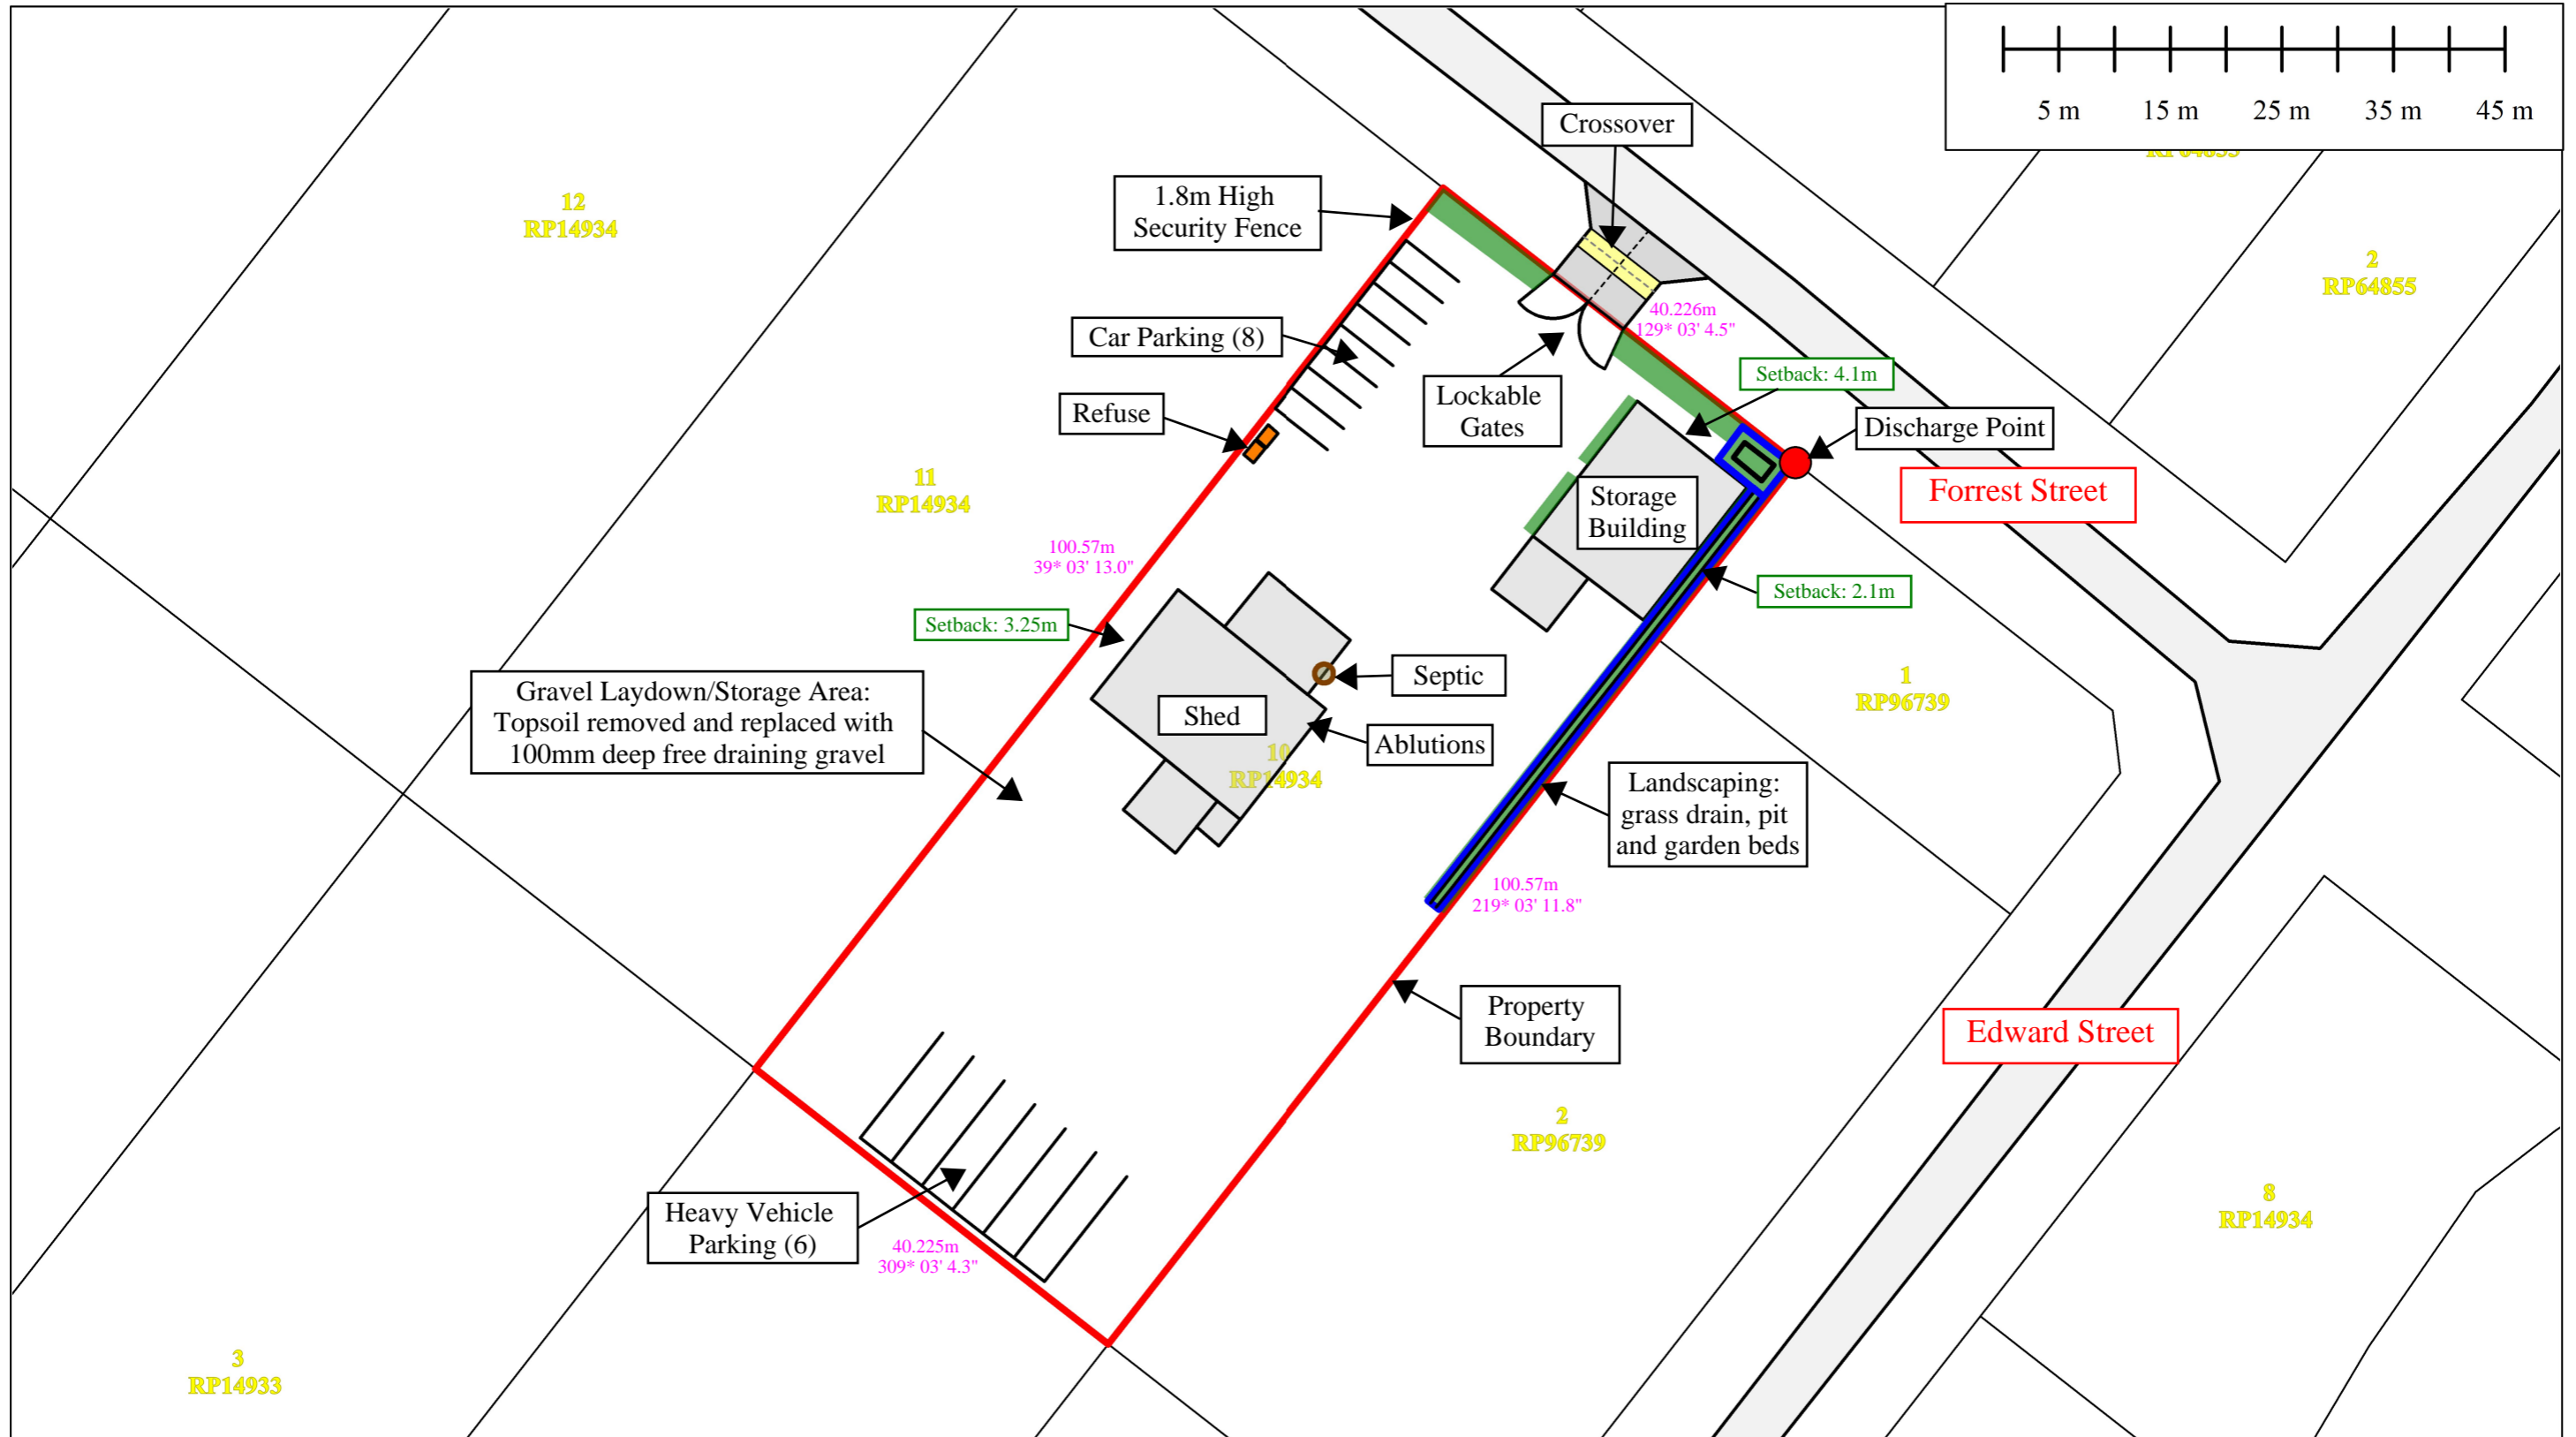 5 m 15 m 25 m 35 m 45 m
Crossover
1.8m High
Security Fence
12
RP14934
2
RP64855
40.226m
129* 03' 4.5"
Car Parking (8)
Setback: 4.1m
Lockable
Gates
Refuse
Discharge Point
11
RP14934
Forrest Street
Storage
Building
100.57m
39* 03' 13.0"
Setback: 2.1m
Setback: 3.25m
Septic
1
RP96739
Gravel Laydown/Storage Area:
Topsoil removed and replaced with
100mm deep free draining gravel
Shed
Ablutions
10
RP14934
Landscaping:
grass drain, pit
and garden beds
100.57m
219* 03' 11.8"
Property
Boundary
Edward Street
2
RP96739
8
RP14934
Heavy Vehicle
Parking (6)
40.225m
309* 03' 4.3"
3
RP14933